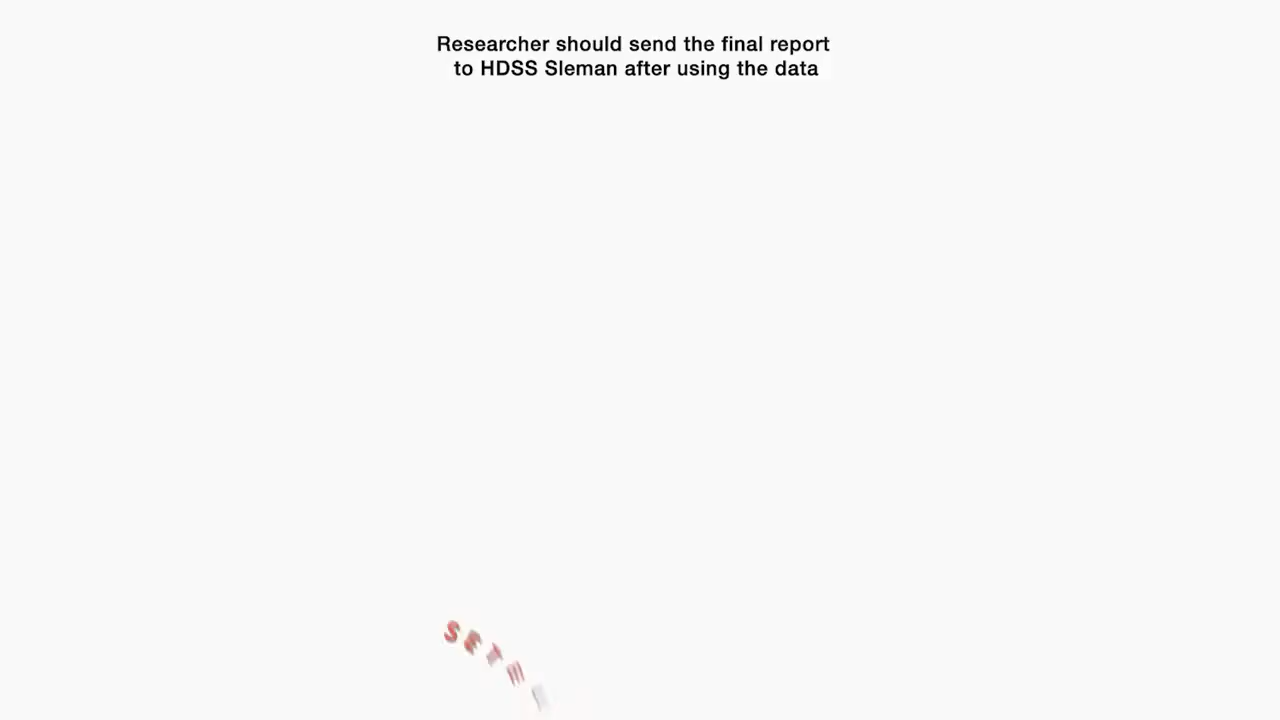 Researcher should send the final report
to HDSS Sleman after using the data